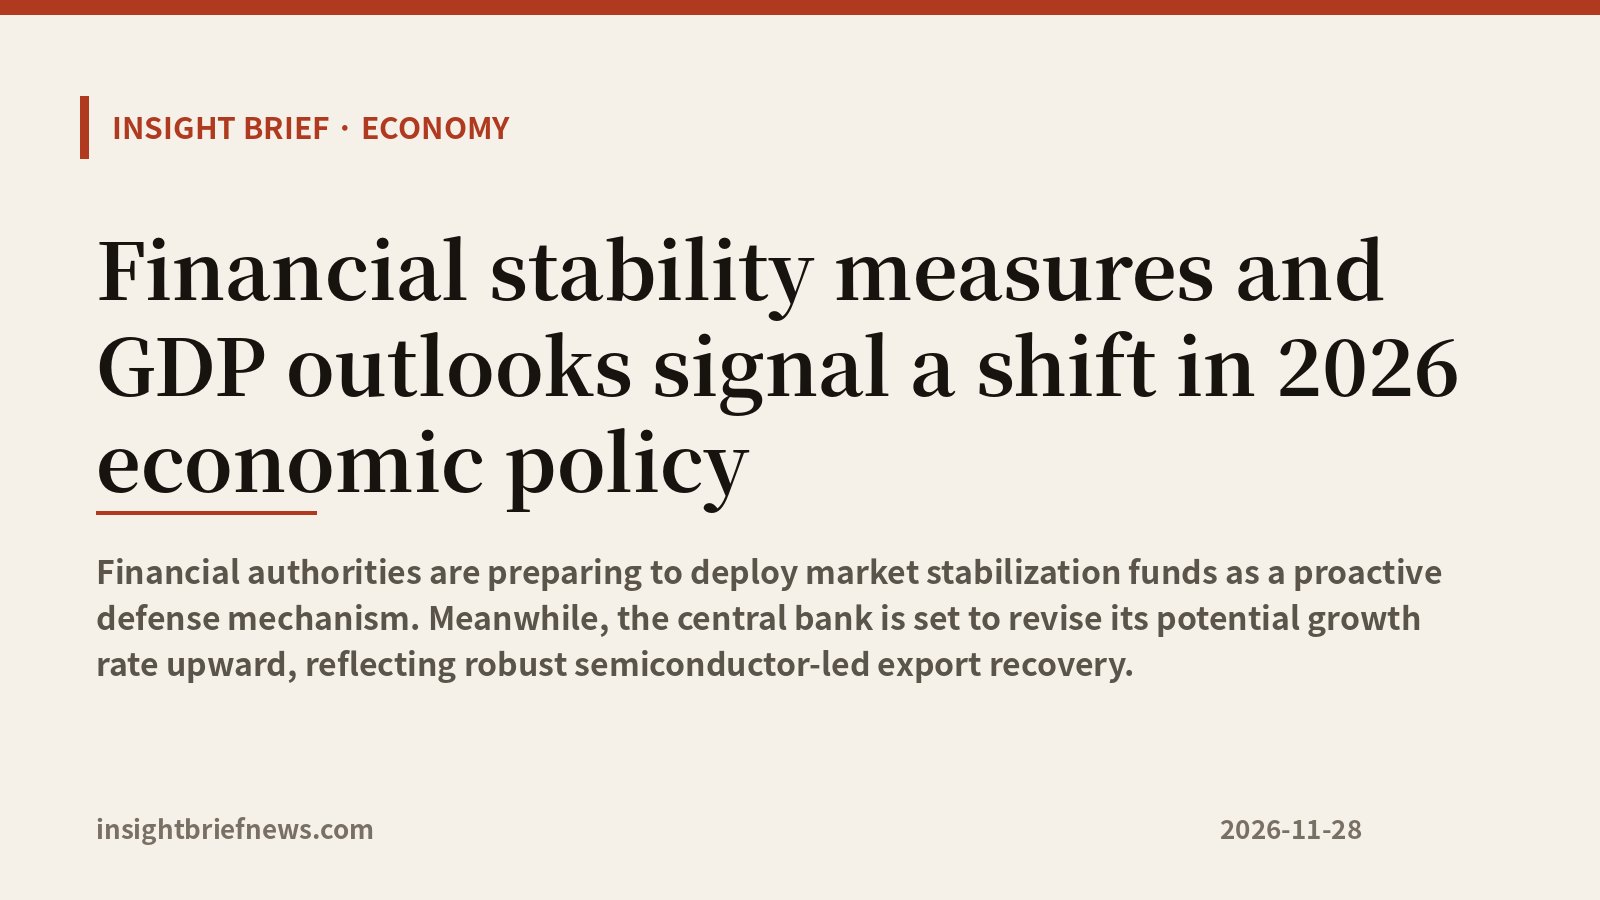 INSIGHT BRIEF · ECONOMY
Financial stability measures and
GDP outlooks signal a shift in 2026
economic policy
Financial authorities are preparing to deploy market stabilization funds as a proactive
defense mechanism. Meanwhile, the central bank is set to revise its potential growth
rate upward, reflecting robust semiconductor-led export recovery.
insightbriefnews.com
2026-11-28